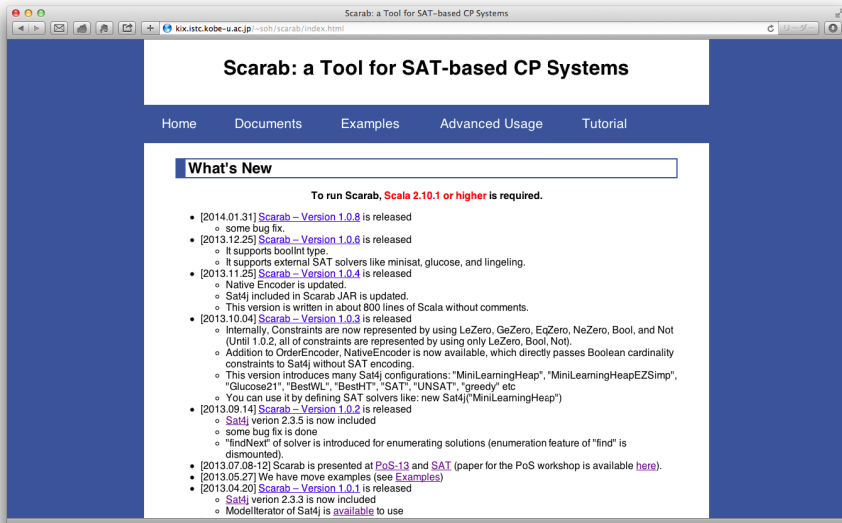 Scarab: a Tool for SAT-based CP Systems
kix.istc.kobe-u.ac.jp/~soh/scarab/index.html
リーダー
Scarab: a Tool for SAT-based CP Systems
Home Documents Examples Advanced Usage Tutorial
What's New
To run Scarab, Scala 2.10.1 or higher is required.
[2014.01.31] Scarab – Version 1.0.8 is released
some bug fix.
[2013.12.25] Scarab – Version 1.0.6 is released
It supports boolInt type.
It supports external SAT solvers like minisat, glucose, and lingeling.
[2013.11.25] Scarab – Version 1.0.4 is released
Native Encoder is updated.
Sat4j included in Scarab JAR is updated.
This version is written in about 800 lines of Scala without comments.
[2013.10.04] Scarab – Version 1.0.3 is released
Internally, Constraints are now represented by using LeZero, GeZero, EqZero, NeZero, Bool, and Not
(Until 1.0.2, all of constraints are represented by using only LeZero, Bool, Not).
Addition to OrderEncoder, NativeEncoder is now available, which directly passes Boolean cardinality
constraints to Sat4j without SAT encoding.
This version introduces many Sat4j configurations: "MiniLearningHeap", "MiniLearningHeapEZSimp",
"Glucose21", "BestWL", "BestHT", "SAT", "UNSAT", "greedy" etc
You can use it by defining SAT solvers like: new Sat4j("MiniLearningHeap")
[2013.09.14] Scarab – Version 1.0.2 is released
Sat4j verion 2.3.5 is now included
some bug fix is done
"findNext" of solver is introduced for enumerating solutions (enumeration feature of "find" is
dismounted).
[2013.07.08-12] Scarab is presented at PoS-13 and SAT (paper for the PoS workshop is available here).
[2013.05.27] We have move examples (see Examples)
[2013.04.20] Scarab – Version 1.0.1 is released
Sat4j verion 2.3.3 is now included
ModelIterator of Sat4j is available to use